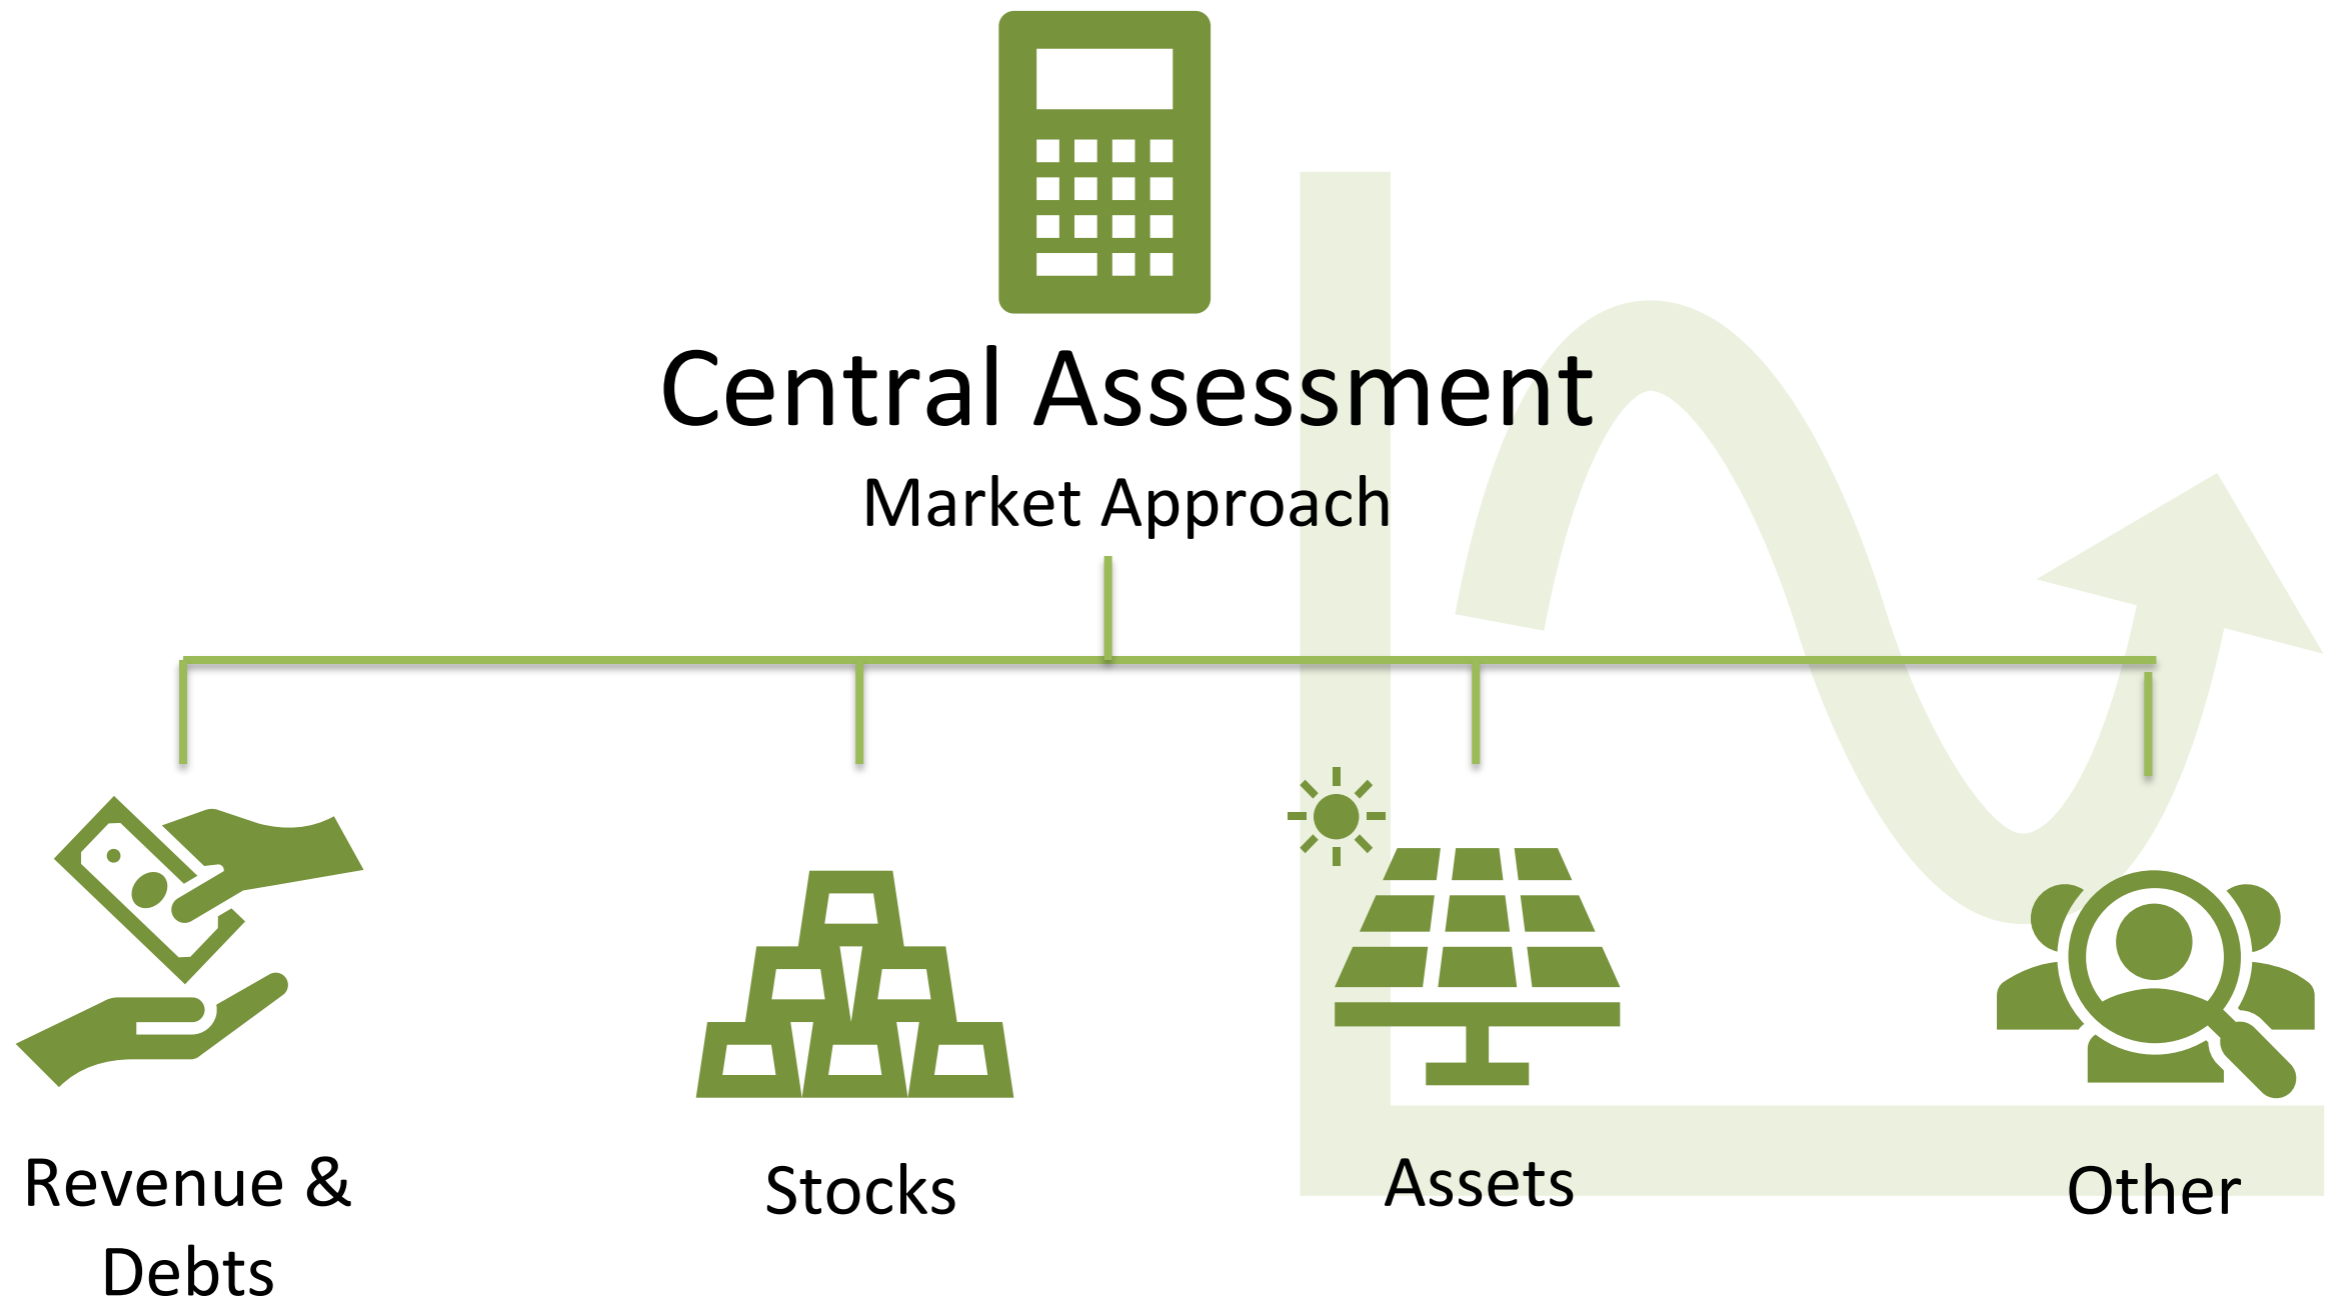 Central Assessment
Market Approach
Revenue &
Debts
Stocks
Assets
Other